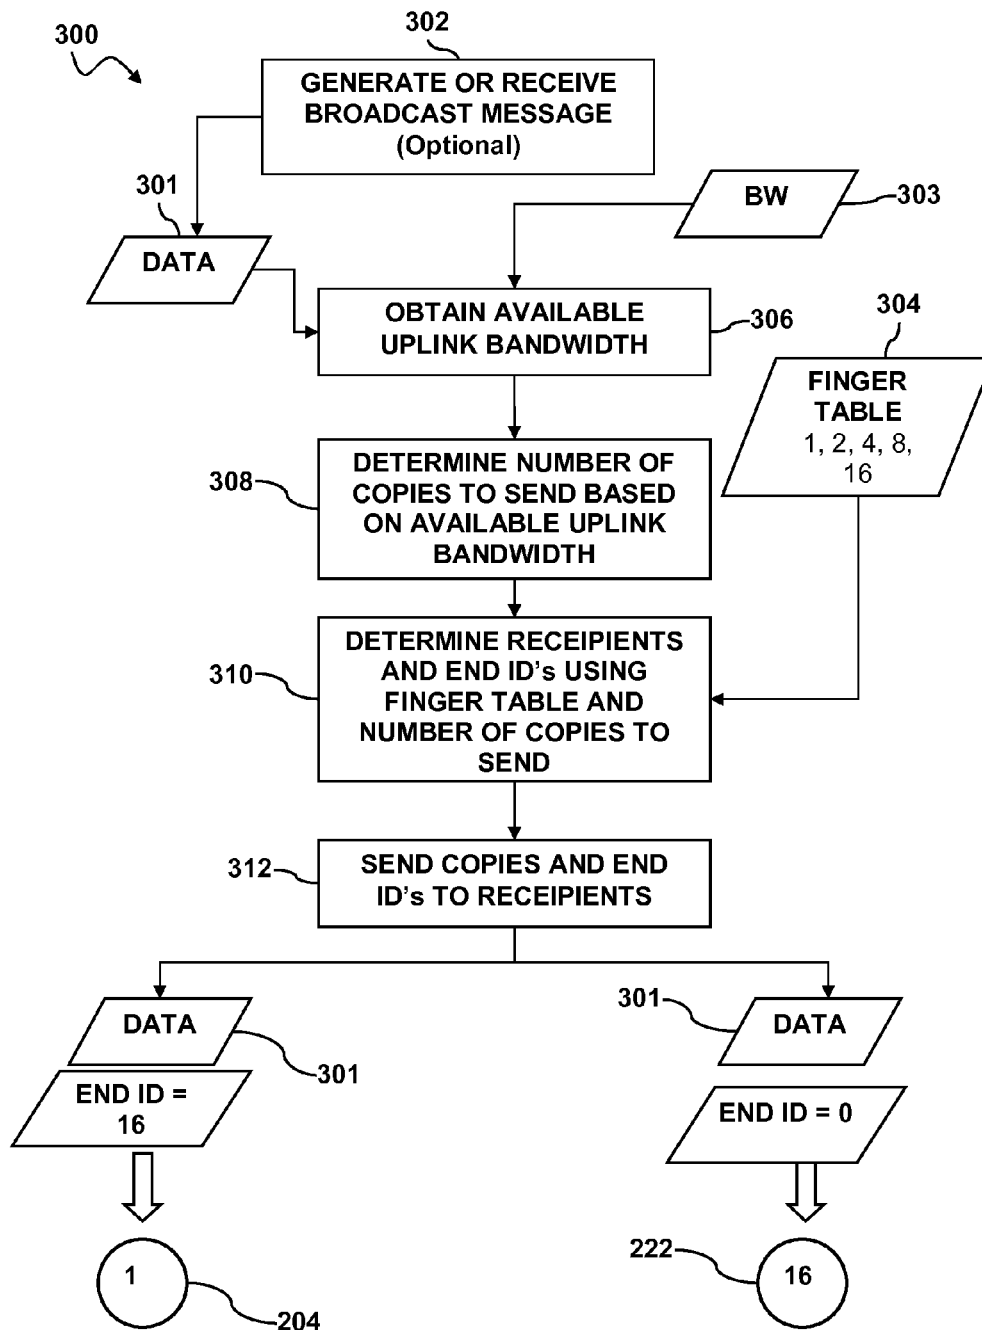 300
302
GENERATE OR RECEIVE
BROADCAST MESSAGE
(Optional)
301
DATA
BW
303
OBTAIN AVAILABLE
UPLINK BANDWIDTH
306
304
FINGER
TABLE
1, 2, 4, 8,
16
308
DETERMINE NUMBER OF
COPIES TO SEND BASED
ON AVAILABLE UPLINK
BANDWIDTH
310
DETERMINE RECEIPIENTS
AND END ID's USING
FINGER TABLE AND
NUMBER OF COPIES TO
SEND
312
SEND COPIES AND END
ID's TO RECEIPIENTS
DATA
301
END ID =
16
1
204
301
DATA
END ID = 0
222
16